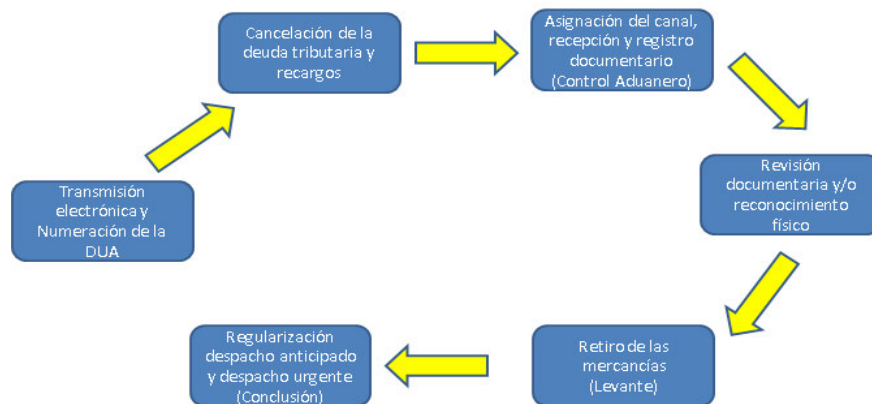 Transmisión
electrónica y
Numeración de la
DUA
Cancelación de la
deuda tributaria y
recargos
Asignación del canal,
recepción y registro
documentario
(Control Aduanero)
Revisión
documentaria y/o
reconocimiento
físico
Retiro de las
mercancías
(Levante)
Regularización
despacho anticipado
y despacho urgente
(Conclusión)